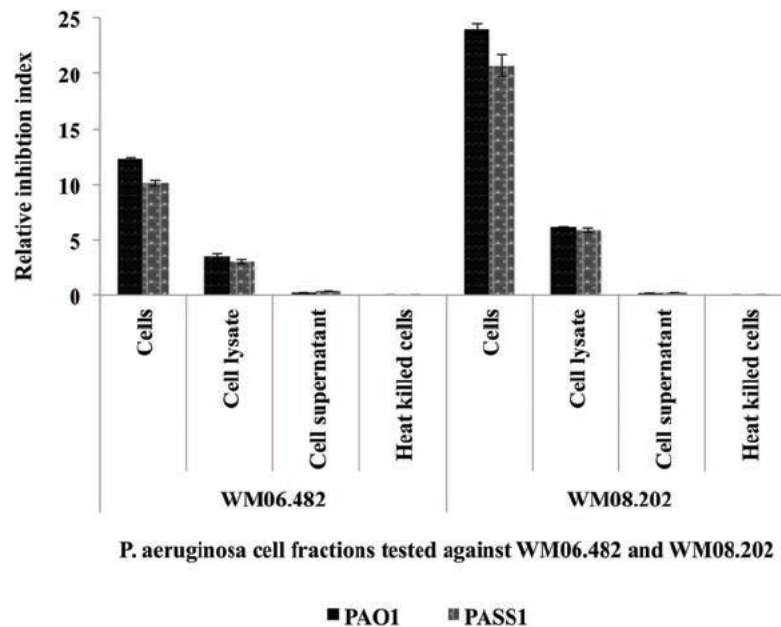 25
20
15
10
5
0
Relative inhibtion index
Cells
Cell lysate
Cell supernatant
Heat killed cells
Cells
Cell lysate
Cell supernatant
Heat killed cells
WM06.482
WM08.202
P. aeruginosa cell fractions tested against WM06.482 and WM08.202
PAO1 PASS1